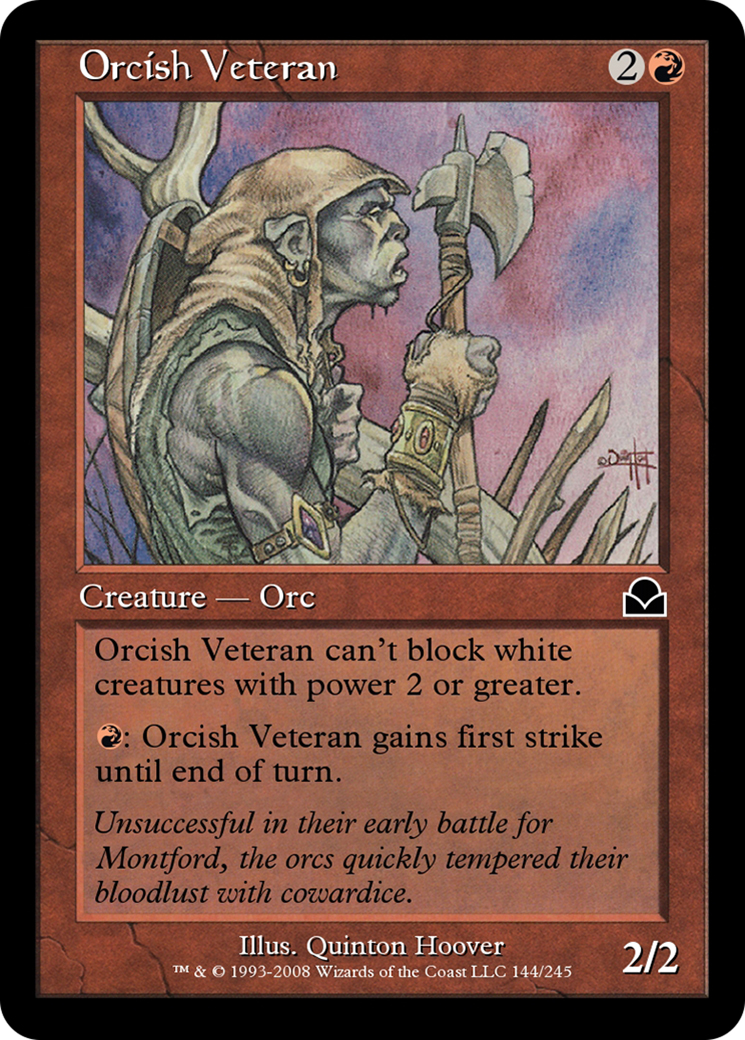 Orcish Veteran 2
Orcish Veteran can't block white
creatures with power 2 or greater.
: Orcish Veteran gains first strike
until end of turn.
Unsuccessful in their early battle for
Montford, the orcs quickly tempered their
bloodlust with cowardice.
Creature — Orc
Illus. Quinton Hoover
™ & © 1993-2008 Wizards of the Coast LLC 144/245
2/2